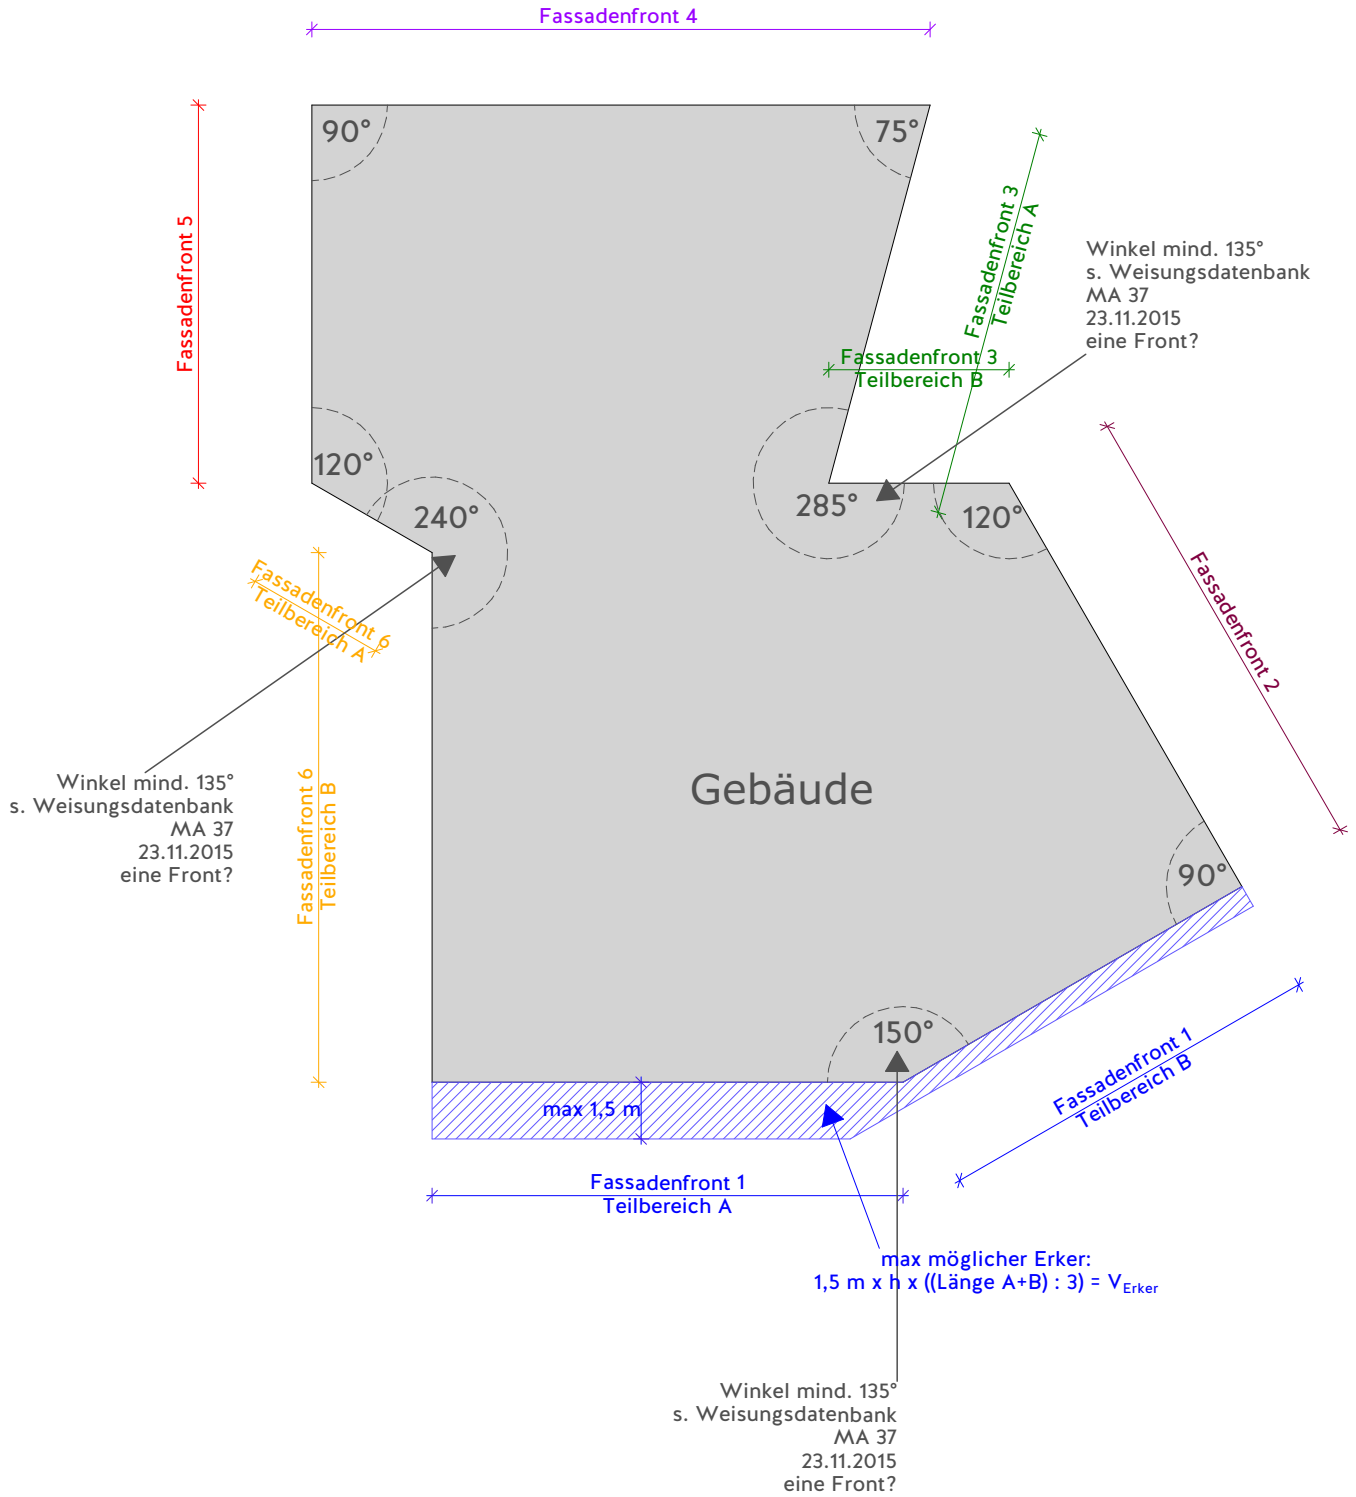 Fassadenfront 4
90°
75°
Fassadenfront 5
Fassadenfront 3
Teilbereich A
Winkel mind. 135°
s. Weisungsdatenbank
MA 37
23.11.2015
eine Front?
Fassadenfront 3
Teilbereich B
120°
240°
285°
120°
Fassadenfront 6
Teilbereich A
Fassadenfront 2
Winkel mind. 135°
s. Weisungsdatenbank
MA 37
23.11.2015
eine Front?
Fassadenfront 6
Teilbereich B
Gebäude
90°
150°
max 1,5 m
Fassadenfront 1
Teilbereich B
Fassadenfront 1
Teilbereich A
max möglicher Erker:
1,5 m x h x ((Länge A+B) : 3) = VErker
Winkel mind. 135°
s. Weisungsdatenbank
MA 37
23.11.2015
eine Front?